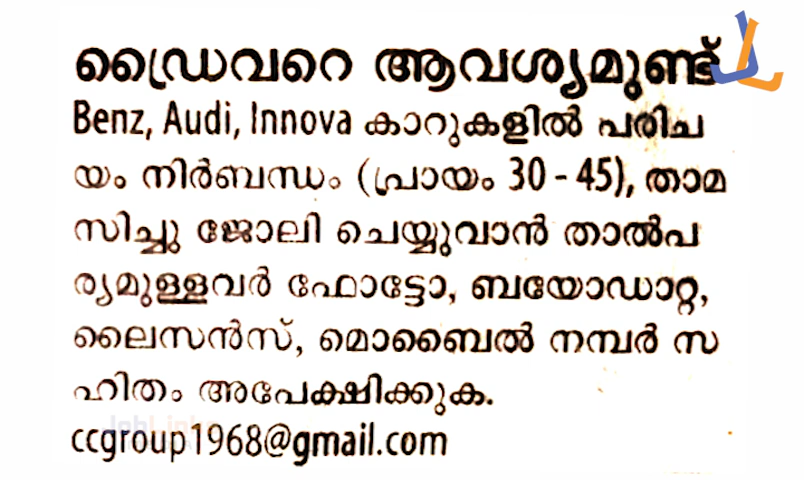 ഡ്രൈവറെ ആവശ്യമുണ്ട്
Benz, Audi, Innova കാറുകളിൽ പരിച
യം നിർബന്ധം (പ്രായം 30 - 45), താമ
സിച്ചു ജോലി ചെയ്യുവാൻ താൽപ
ര്യമുള്ളവർ ഫോട്ടോ, ബയോഡാറ്റ,
ലൈസൻസ്, മൊബൈൽ നമ്പർ സ
ഹിതം അപേക്ഷിക്കുക.
ccgroup1968@gmail.com